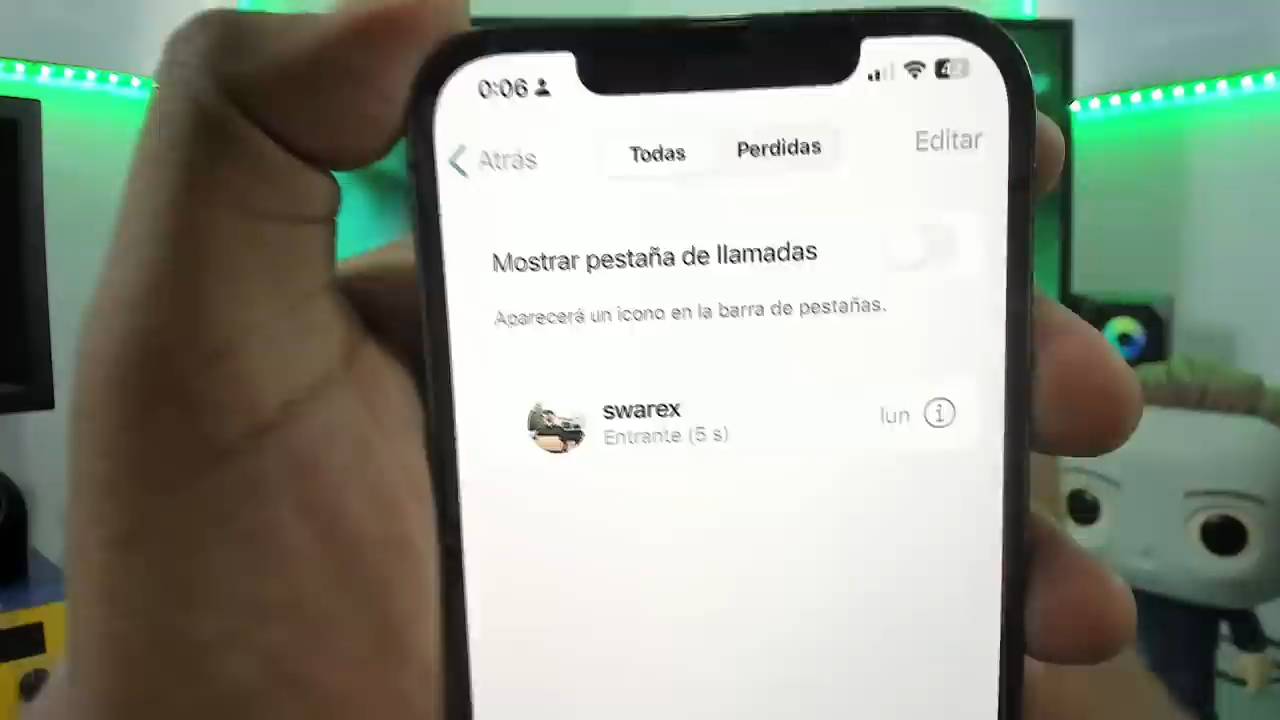 0:06
Atrás
Todas
Perdidas
Editar
Mostrar pestaña de llamadas
Aparecerá un icono en la barra de pestañas.
swarex
Entrante (5 s)
lun